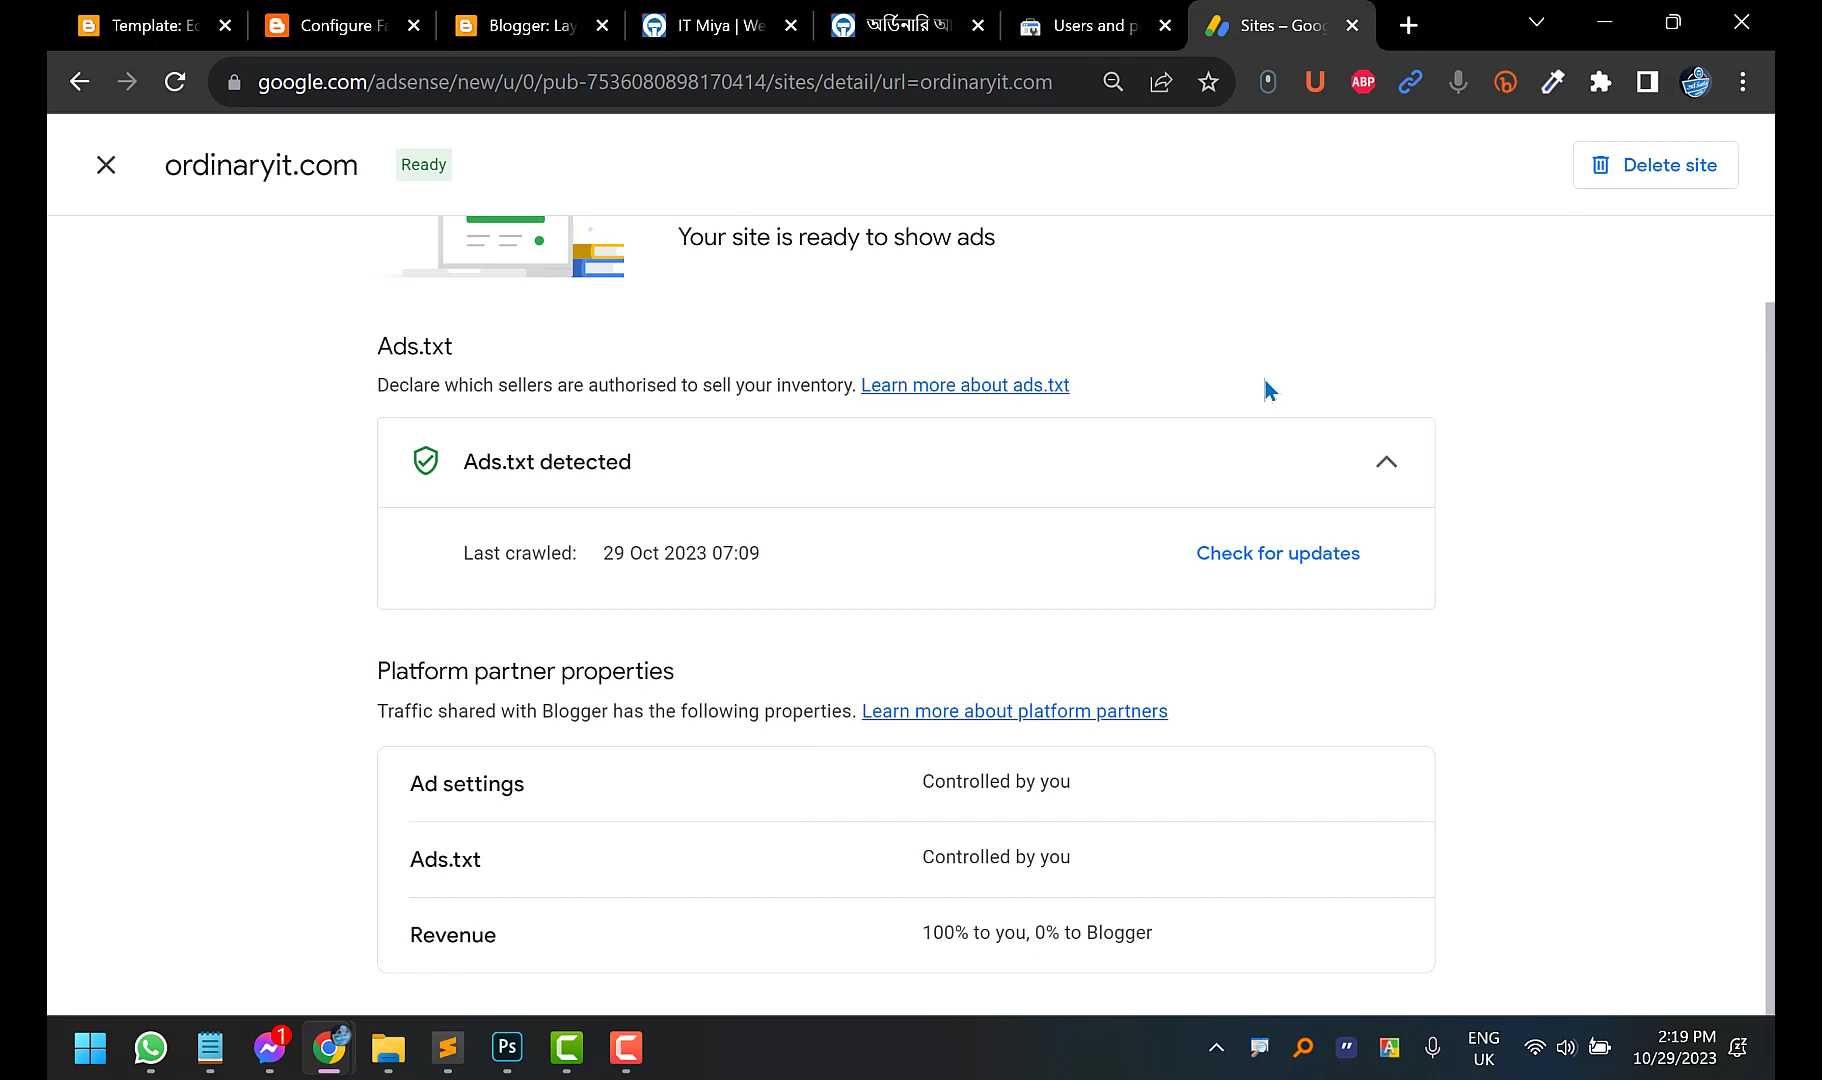 Template: Ec
Configure Fa
Blogger: Lay
IT Miya | We
অর্ডিনারি আ
Users and p
Sites – Goog
google.com/adsense/new/u/0/pub-7536080898170414/sites/detail/url=ordinaryit.com
ABP
ordinaryit.com
Ready
Delete site
Your site is ready to show ads
Ads.txt
Declare which sellers are authorised to sell your inventory. Learn more about ads.txt
Ads.txt detected
Last crawled: 29 Oct 2023 07:09
Check for updates
Platform partner properties
Traffic shared with Blogger has the following properties. Learn more about platform partners
Ad settings Controlled by you
Ads.txt Controlled by you
Revenue 100% to you, 0% to Blogger
1
Ps
ENG
UK
2:19 PM
10/29/2023